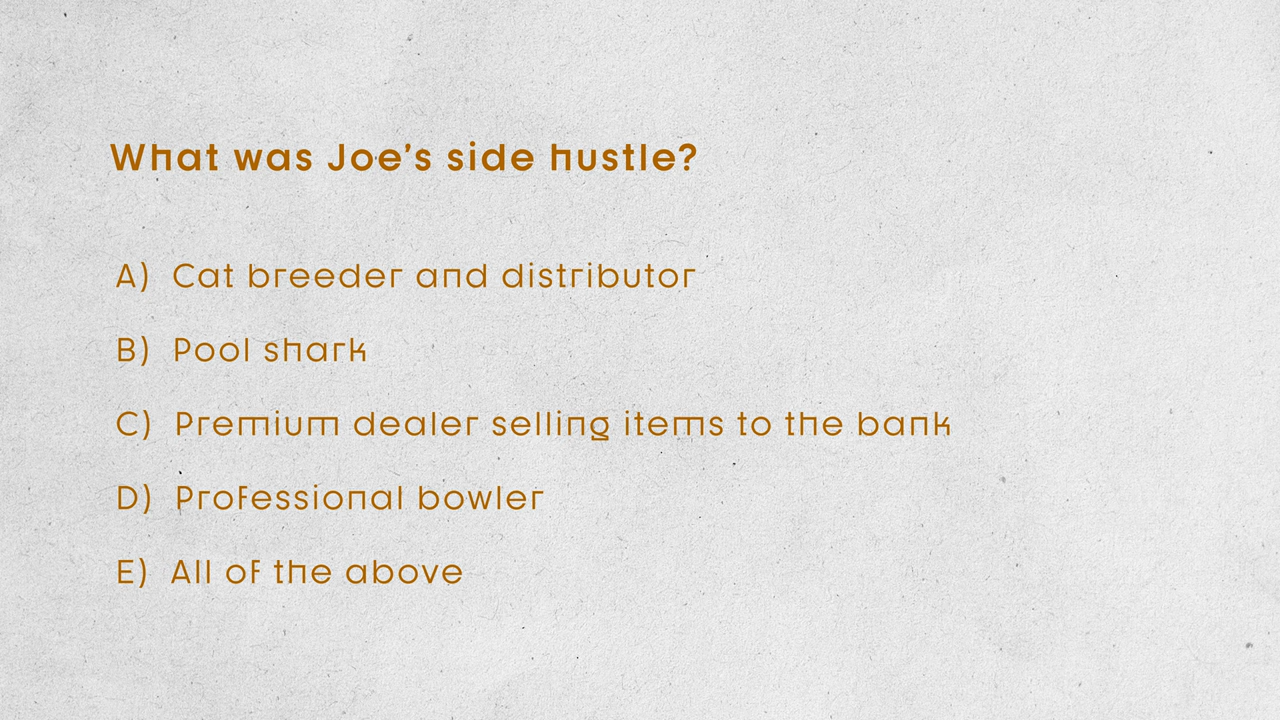 What was Joe's side hustle?
A) Cat breeder and distributor
B) Pool shark
C) Premium dealer selling items to the bank
D) Professional bowler
E) All of the above